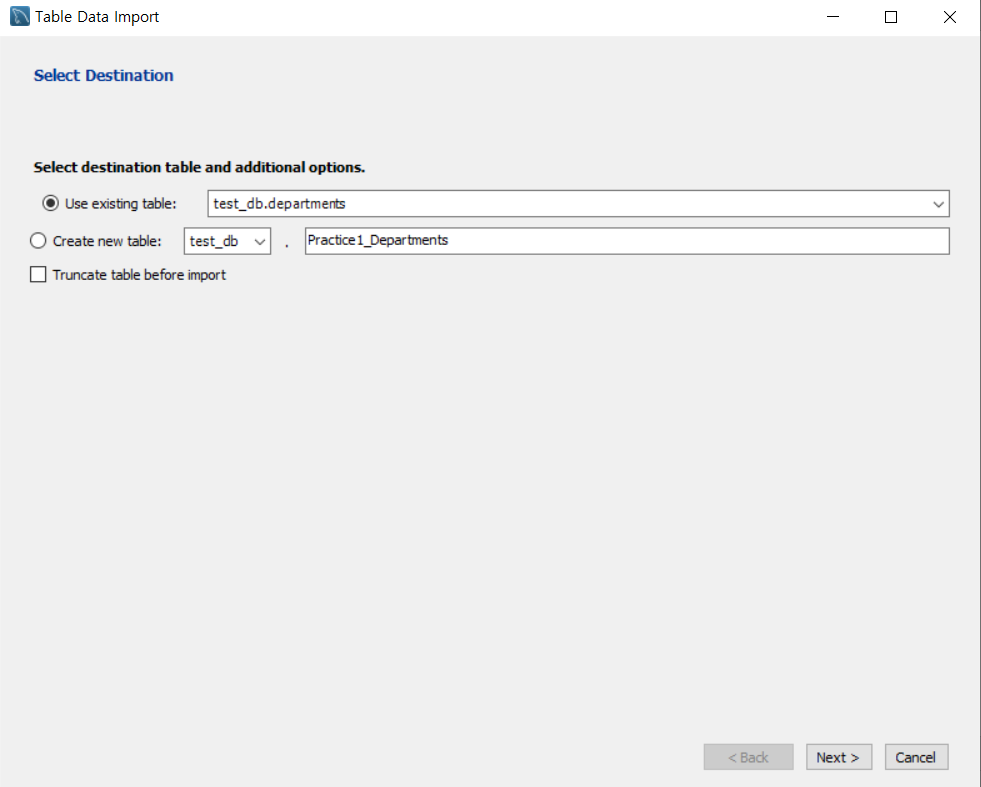 Table Data Import
Select Destination
Select destination table and additional options.
Use existing table: test_db.departments
Create new table: test_db . Practice1_Departments
Truncate table before import
< Back Next > Cancel